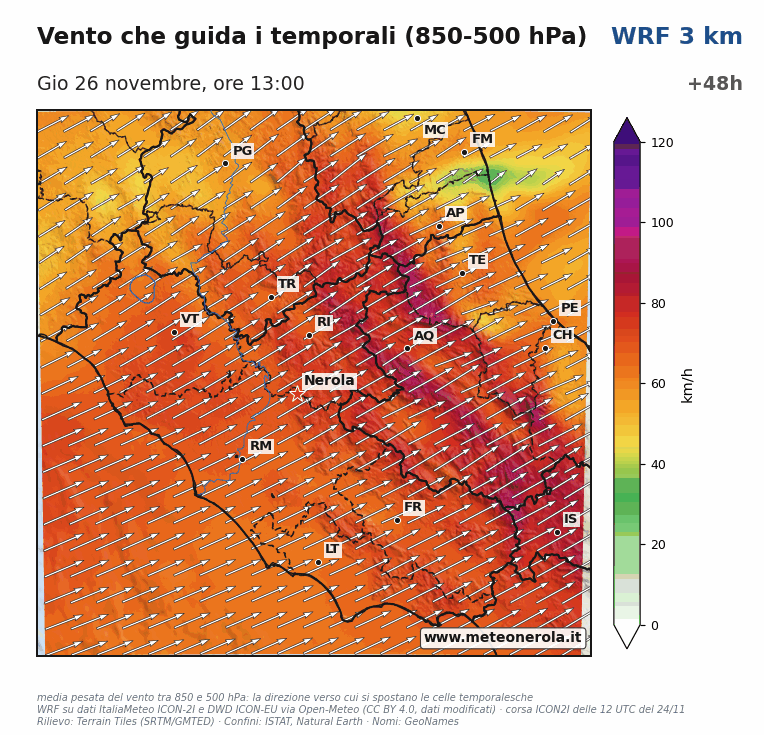 Vento che guida i temporali (850-500 hPa) WRF 3 km
Gio 26 novembre, ore 13:00 +48h
MC
FM
PG
AP
TE
TR
PE
VT
RI
AQ
CH
Nerola
RM
FR
IS
LT
www.meteonerola.it
120
100
80
60
40
20
0
km/h
media pesata del vento tra 850 e 500 hPa: la direzione verso cui si spostano le celle temporalesche
WRF su dati ItaliaMeteo ICON-2I e DWD ICON-EU via Open-Meteo (CC BY 4.0, dati modificati) · corsa ICON2I delle 12 UTC del 24/11
Rilievo: Terrain Tiles (SRTM/GMTED) · Confini: ISTAT, Natural Earth · Nomi: GeoNames